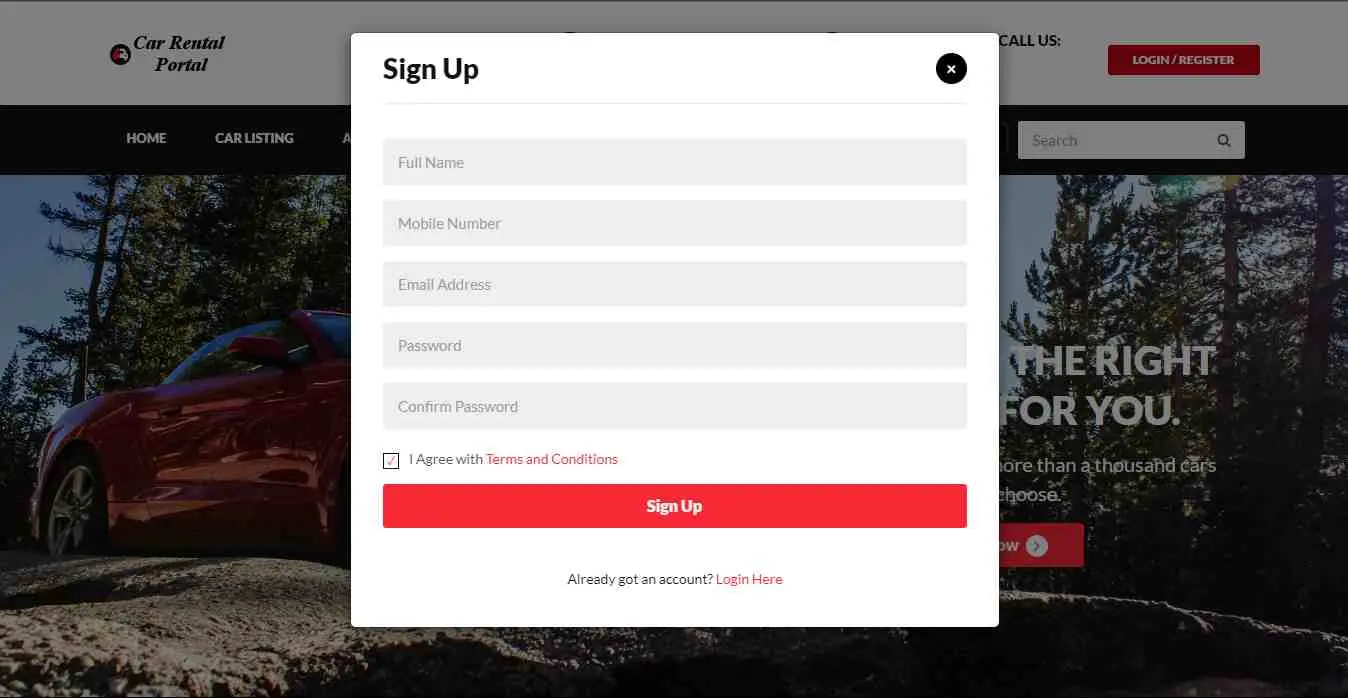 Car Rental
Portal
CALL US:
LOGIN / REGISTER
HOME
CAR LISTING
Search
Sign Up
×
Full Name
Mobile Number
Email Address
Password
Confirm Password
I Agree with Terms and Conditions
Sign Up
Already got an account? Login Here
THE RIGHT
FOR YOU.
more than a thousand cars
choose.